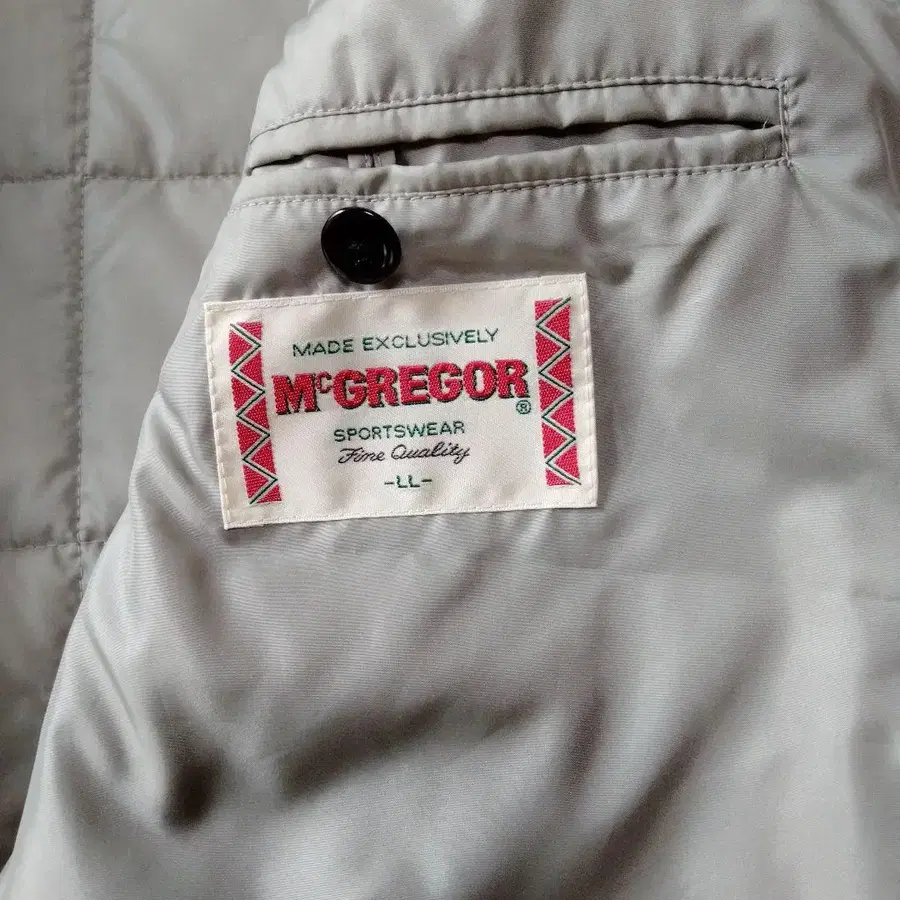 MADE EXCLUSIVELY
McGREGOR®
SPORTSWEAR
Fine Quality
-LL-